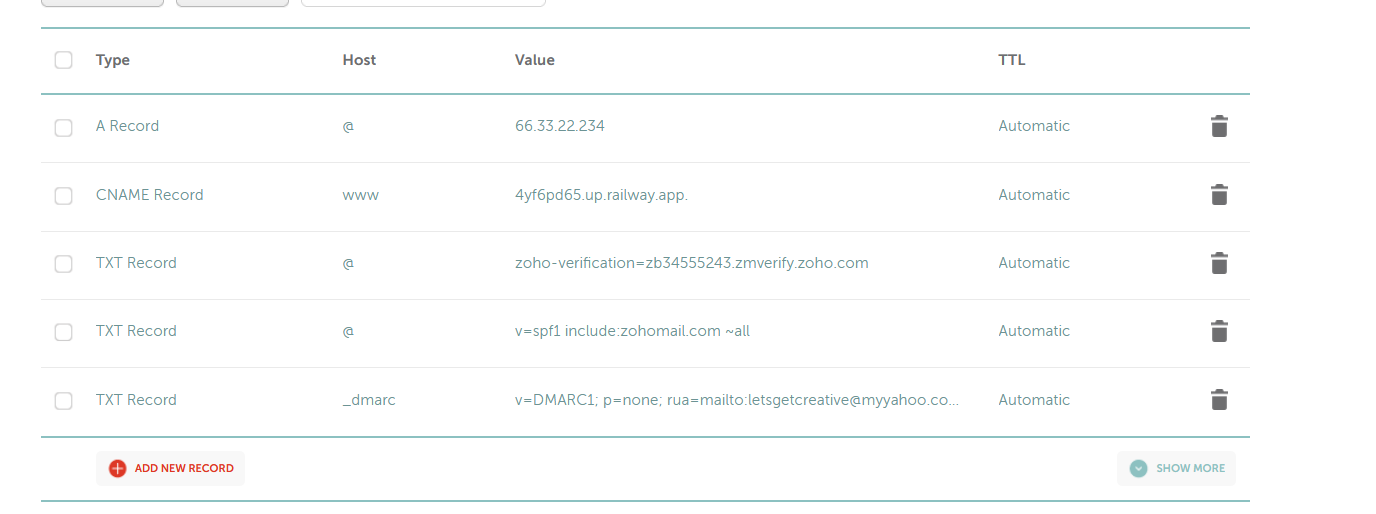 Type Host Value TTL
A Record @ 66.33.22.234 Automatic
CNAME Record www 4yf6pd65.up.railway.app. Automatic
TXT Record @ zoho-verification=zb34555243.zmverify.zoho.com Automatic
TXT Record @ v=spf1 include:zohomail.com ~all Automatic
TXT Record _dmarc v=DMARC1; p=none; rua=mailto:letsgetcreative@myyahoo.co... Automatic
ADD NEW RECORD SHOW MORE